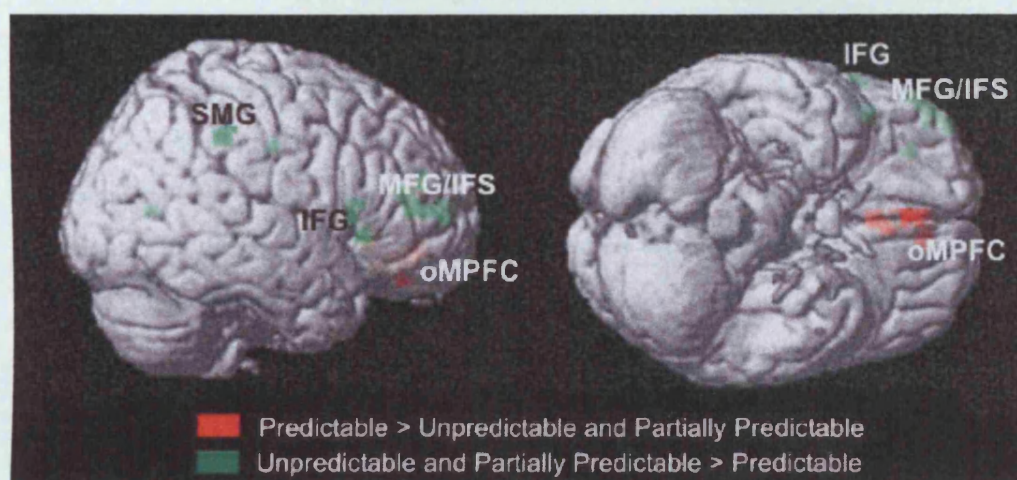 SMG
MFG/IFS
IFG
oMPFC
IFG
MFG/IFS
oMPFC
Predictable > Unpredictable and Partially Predictable
Unpredictable and Partially Predictable > Predictable